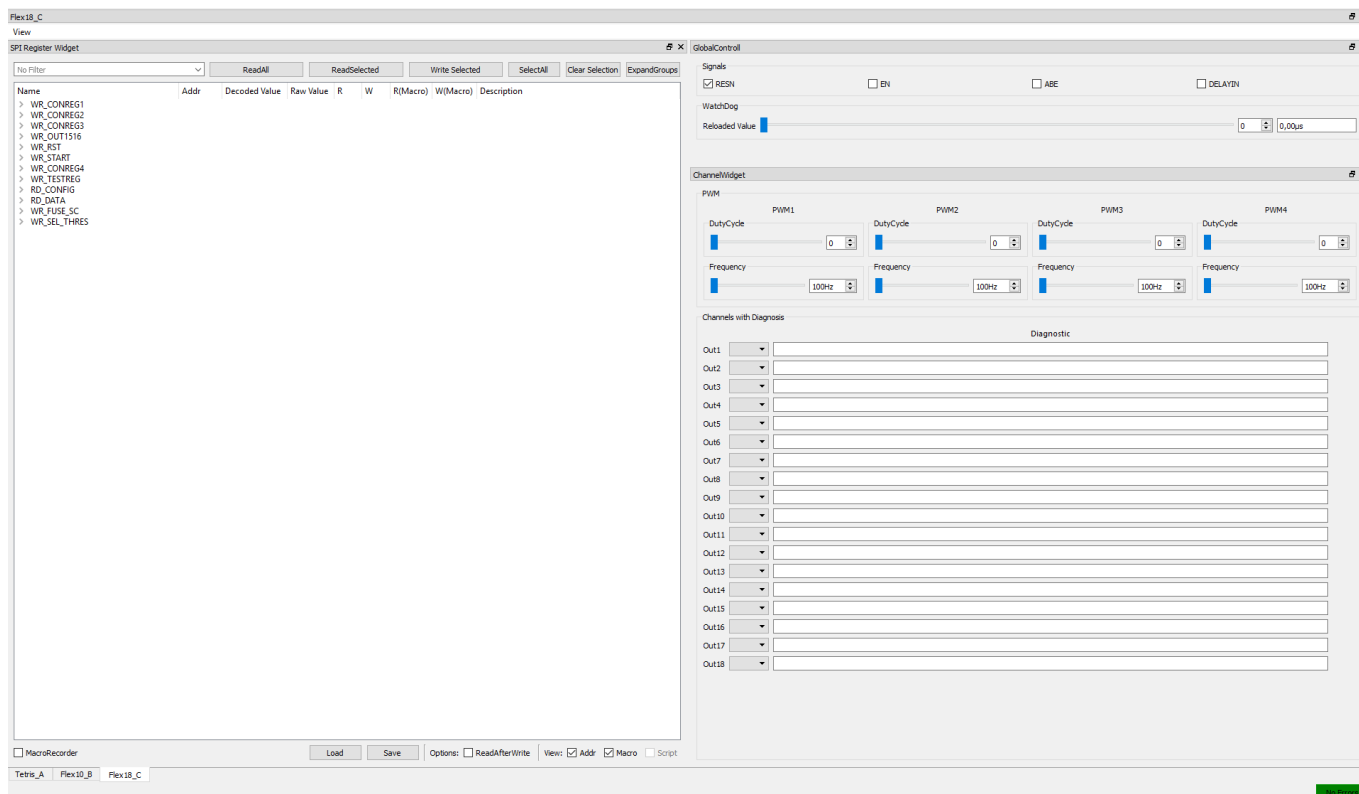 Flex18_C
View
SPI Register Widget
No Filter ReadAll ReadSelected Write Selected SelectAll Clear Selection ExpandGroups
Name Addr Decoded Value Raw Value R W R(Macro) W(Macro) Description
WR_CONREG1
WR_CONREG2
WR_CONREG3
WR_OUT1516
WR_RST
WR_START
WR_CONREG4
WR_TESTREG
RD_CONFIG
RD_DATA
WR_FUSE_SC
WR_SEL_THRES
MacroRecorder Load Save Options: ReadAfterWrite View: Addr Macro Script
GlobalControll
Signals
RESN EN ABE DELAYIN
WatchDog
Reloaded Value 0 0,00µs
ChannelWidget
PWM
PWM1 PWM2 PWM3 PWM4
DutyCycle DutyCycle DutyCycle DutyCycle
0 0 0 0
Frequency Frequency Frequency Frequency
100Hz 100Hz 100Hz 100Hz
Channels with Diagnosis
Diagnostic
Out1
Out2
Out3
Out4
Out5
Out6
Out7
Out8
Out9
Out10
Out11
Out12
Out13
Out14
Out15
Out16
Out17
Out18
Tetris_A Flex10_B Flex18_C
No Errors